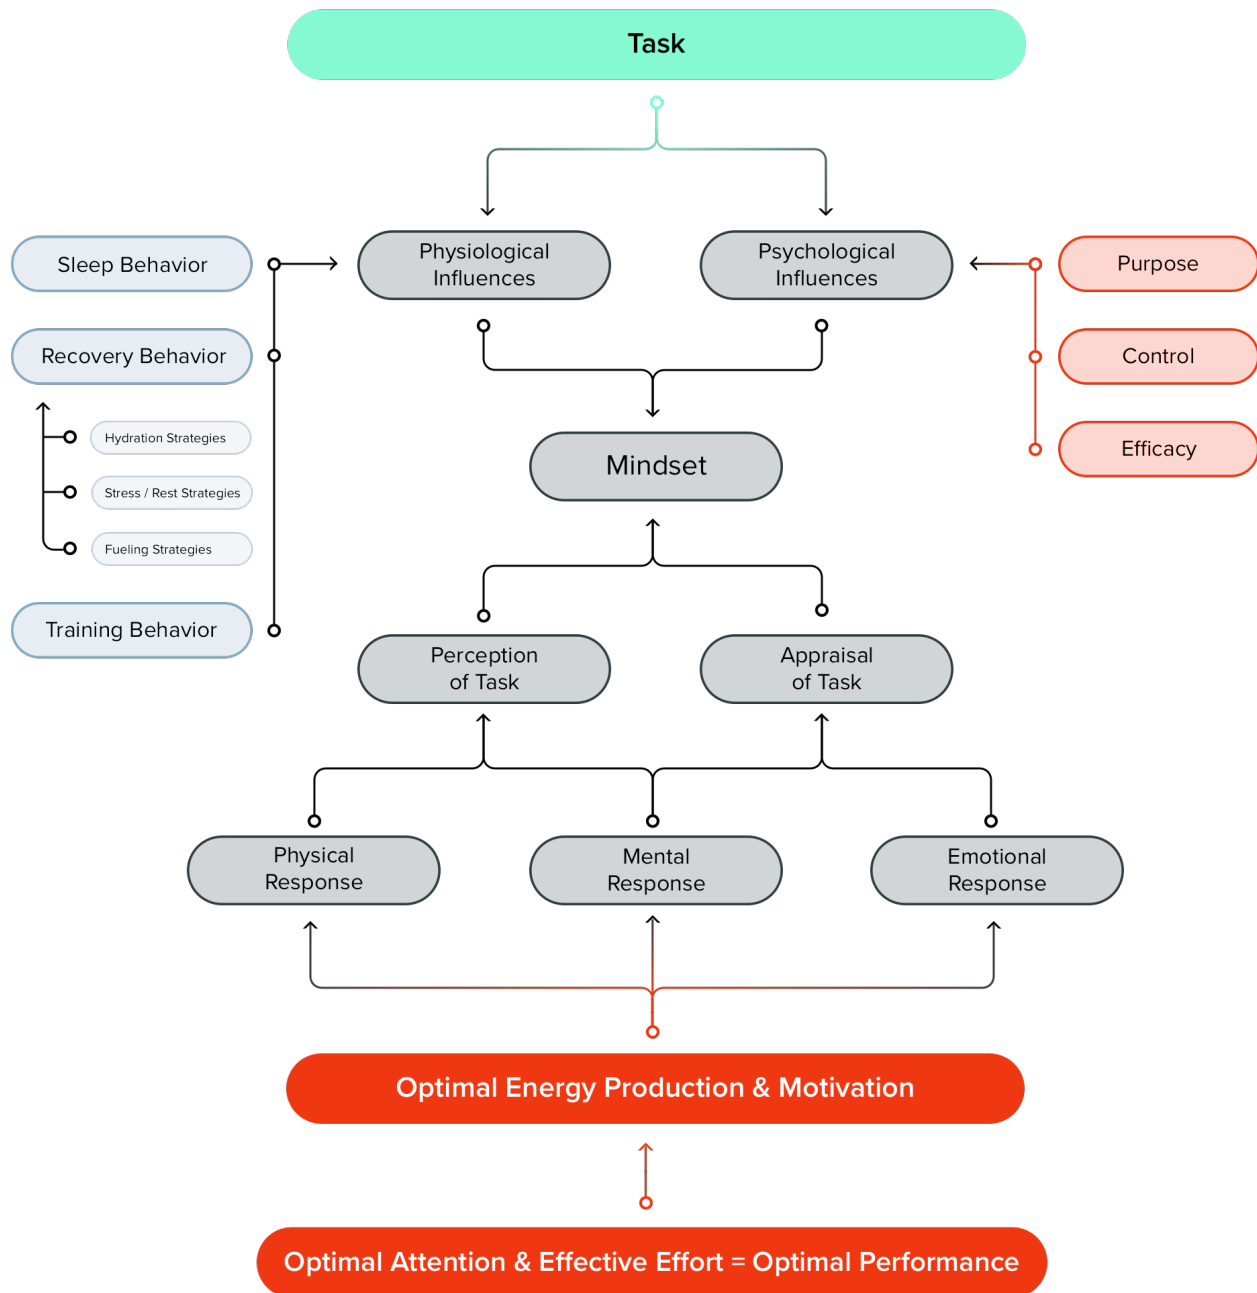 Task
Physiological
Influences
Psychological
Influences
Sleep Behavior
Purpose
Recovery Behavior
Control
Hydration Strategies
Mindset
Efficacy
Stress / Rest Strategies
Fueling Strategies
Training Behavior
Perception
of Task
Appraisal
of Task
Physical
Response
Mental
Response
Emotional
Response
Optimal Energy Production & Motivation
Optimal Attention & Effective Effort = Optimal Performance